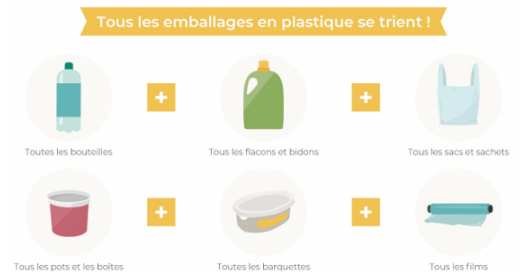 Tous les emballages en plastique se trient !
Toutes les bouteilles
Tous les flacons et bidons
Tous les sacs et sachets
Tous les pots et les boîtes
Toutes les barquettes
Tous les films